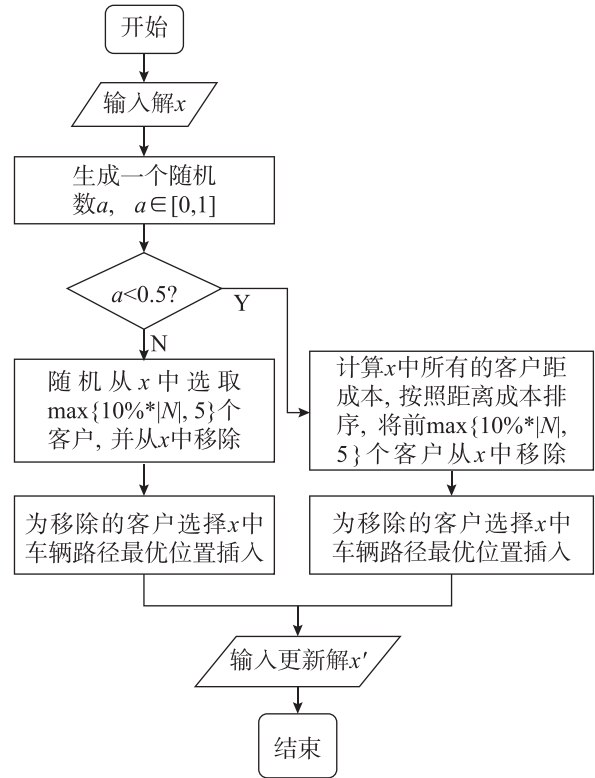 开始
输入解x
生成一个随机
数a, a∈[0,1]
a<0.5?
Y
N
随机从x中选取
max{10%*|N|, 5}个
客户, 并从x中移除
计算x中所有的客户距
成本, 按照距离成本排
序, 将前max{10%*|N|,
5}个客户从x中移除
为移除的客户选择x中
车辆路径最优位置插入
为移除的客户选择x中
车辆路径最优位置插入
输入更新解x′
结束